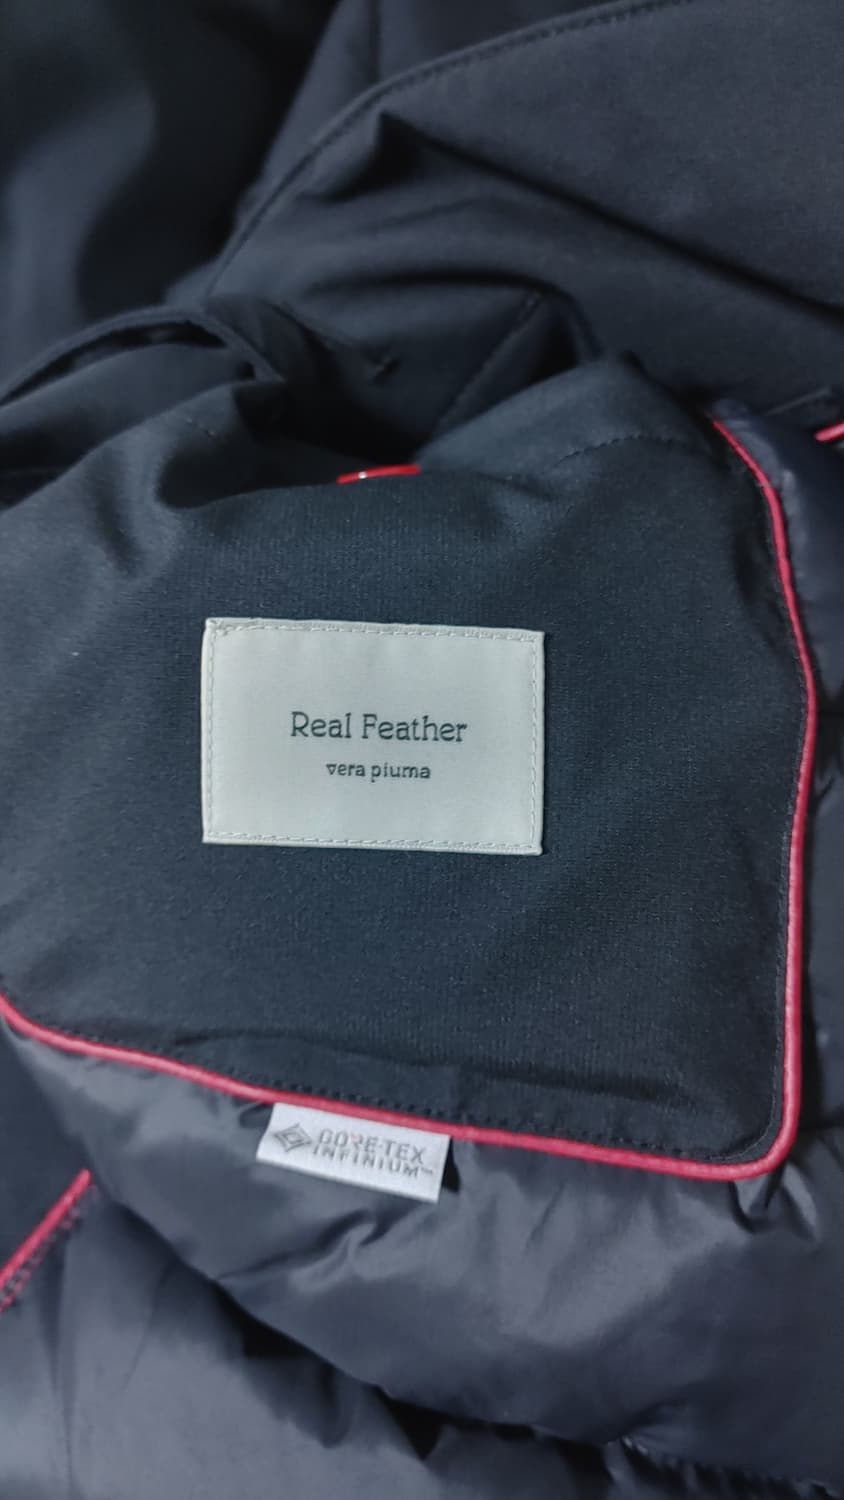 Real Feather
vera piuma
GORE-TEX
INFINIUM™